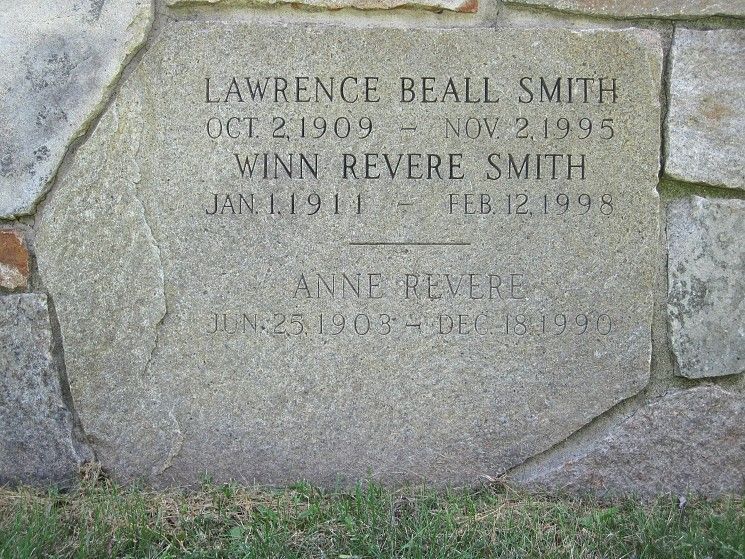 LAWRENCE BEALL SMITH
OCT. 2, 1909 – NOV. 2, 1995
WINN REVERE SMITH
JAN. 1, 1911 – FEB. 12, 1998
ANNE REVERE
JUN. 25, 1903 – DEC. 18, 1990